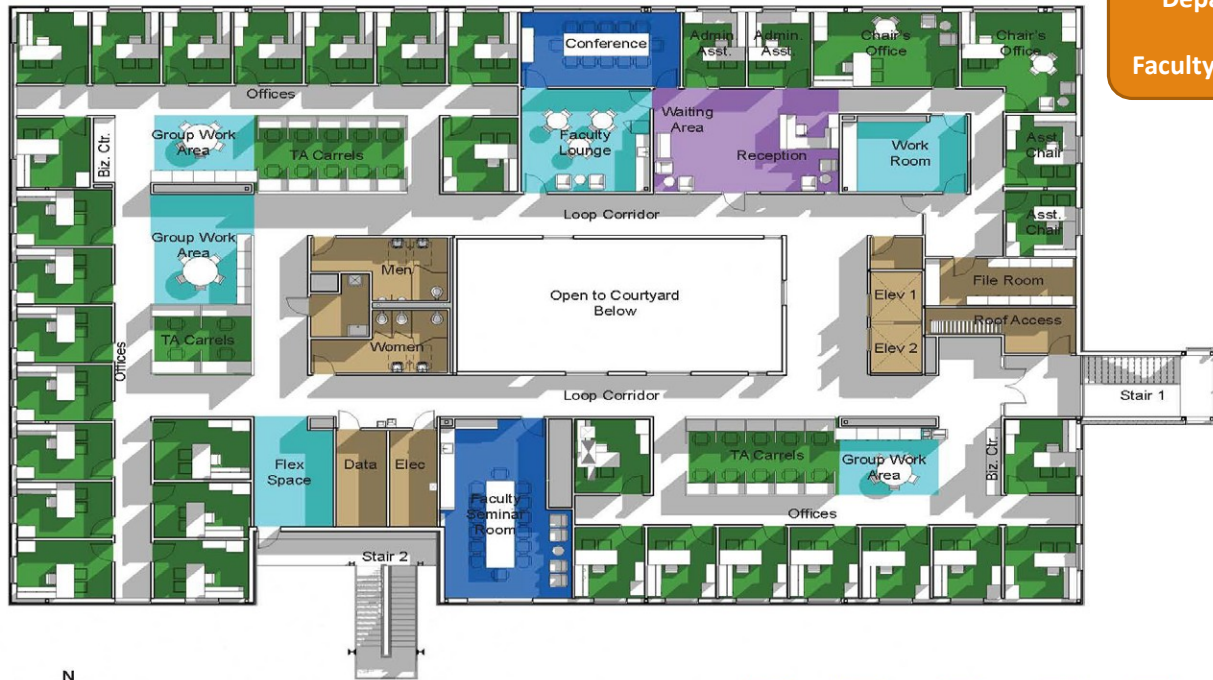 Depa
Faculty
Conference
Admin.
Asst.
Admin.
Asst.
Chair's
Office
Chair's
Office
Offices
Biz. Ctr.
Group Work
Area
TA Carrels
Faculty
Lounge
Waiting
Area
Reception
Work
Room
Asst.
Chair
Asst.
Chair
Loop Corridor
Group Work
Area
Men
Open to Courtyard
Below
Elev 1
File Room
Roof Access
TA Carrels
Women
Elev 2
Offices
Loop Corridor
Stair 1
Flex
Space
Data
Elec
Faculty
Seminar
Room
TA Carrels
Group Work
Area
Biz. Ctr.
Offices
Stair 2
N